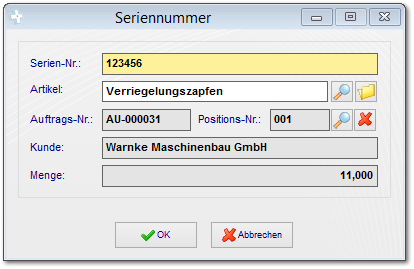 Seriennummer
Serien-Nr.: 123456
Artikel: Verriegelungszapfen
Auftrags-Nr.: AU-000031 Positions-Nr.: 001
Kunde: Warnke Maschinenbau GmbH
Menge: 11,000
OK Abbrechen